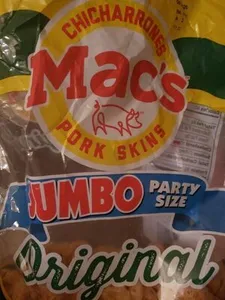 CHICHARRONES
Mac's
PORK SKINS
JUMBO PARTY
SIZE
Original